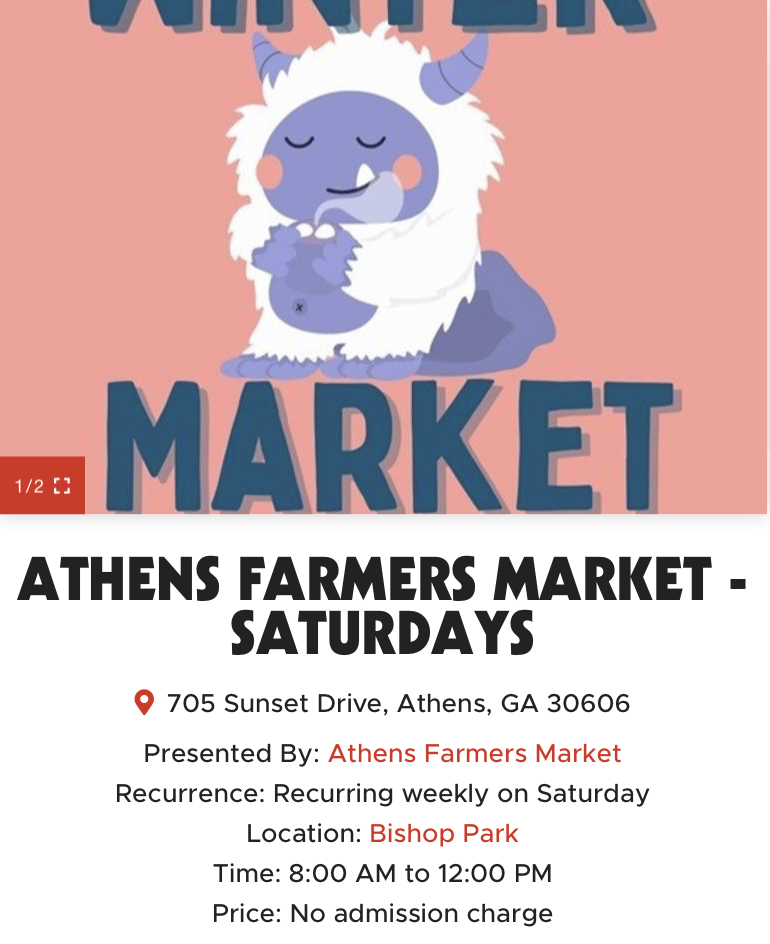 WINTER
MARKET
1/2
ATHENS FARMERS MARKET -
SATURDAYS
705 Sunset Drive, Athens, GA 30606
Presented By: Athens Farmers Market
Recurrence: Recurring weekly on Saturday
Location: Bishop Park
Time: 8:00 AM to 12:00 PM
Price: No admission charge